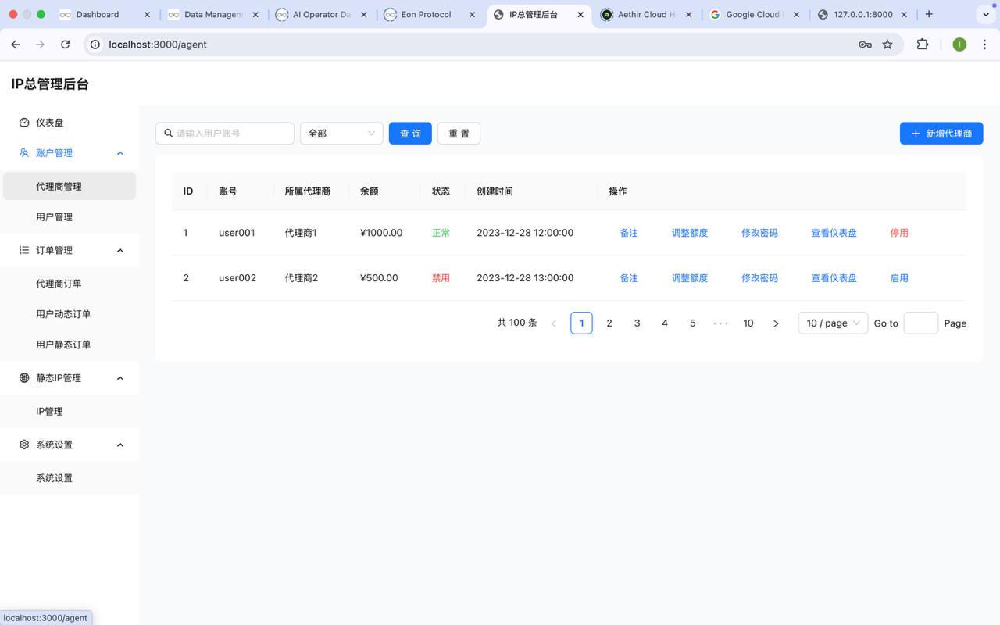 Dashboard
Data Managem
AI Operator Da
Eon Protocol
IP总管理后台
Aethir Cloud H
Google Cloud
127.0.0.1:8000
localhost:3000/agent
I
IP总管理后台
仪表盘
账户管理
代理商管理
用户管理
订单管理
代理商订单
用户动态订单
用户静态订单
静态IP管理
IP管理
系统设置
系统设置
请输入用户账号
全部
查 询
重 置
新增代理商
ID 账号 所属代理商 余额 状态 创建时间 操作
1 user001 代理商1 ¥1000.00 正常 2023-12-28 12:00:00 备注 调整额度 修改密码 查看仪表盘 停用
2 user002 代理商2 ¥500.00 禁用 2023-12-28 13:00:00 备注 调整额度 修改密码 查看仪表盘 启用
共 100 条 1 2 3 4 5 ··· 10 10 / page Go to Page
localhost:3000/agent